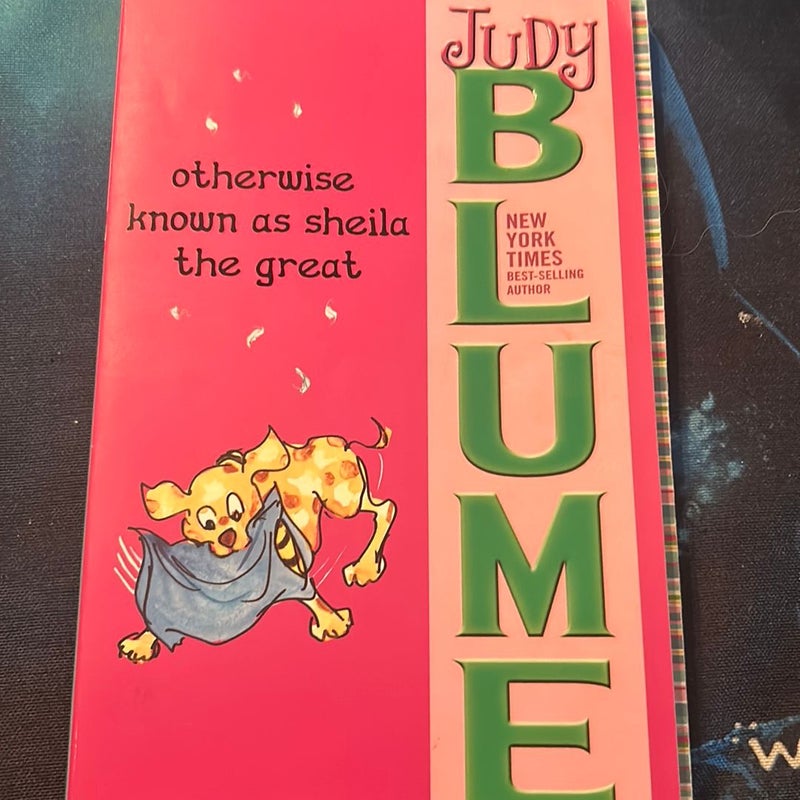 otherwise
known as sheila
the great
JUDY
BLUME
NEW
YORK
TIMES
BEST-SELLING
AUTHOR
W